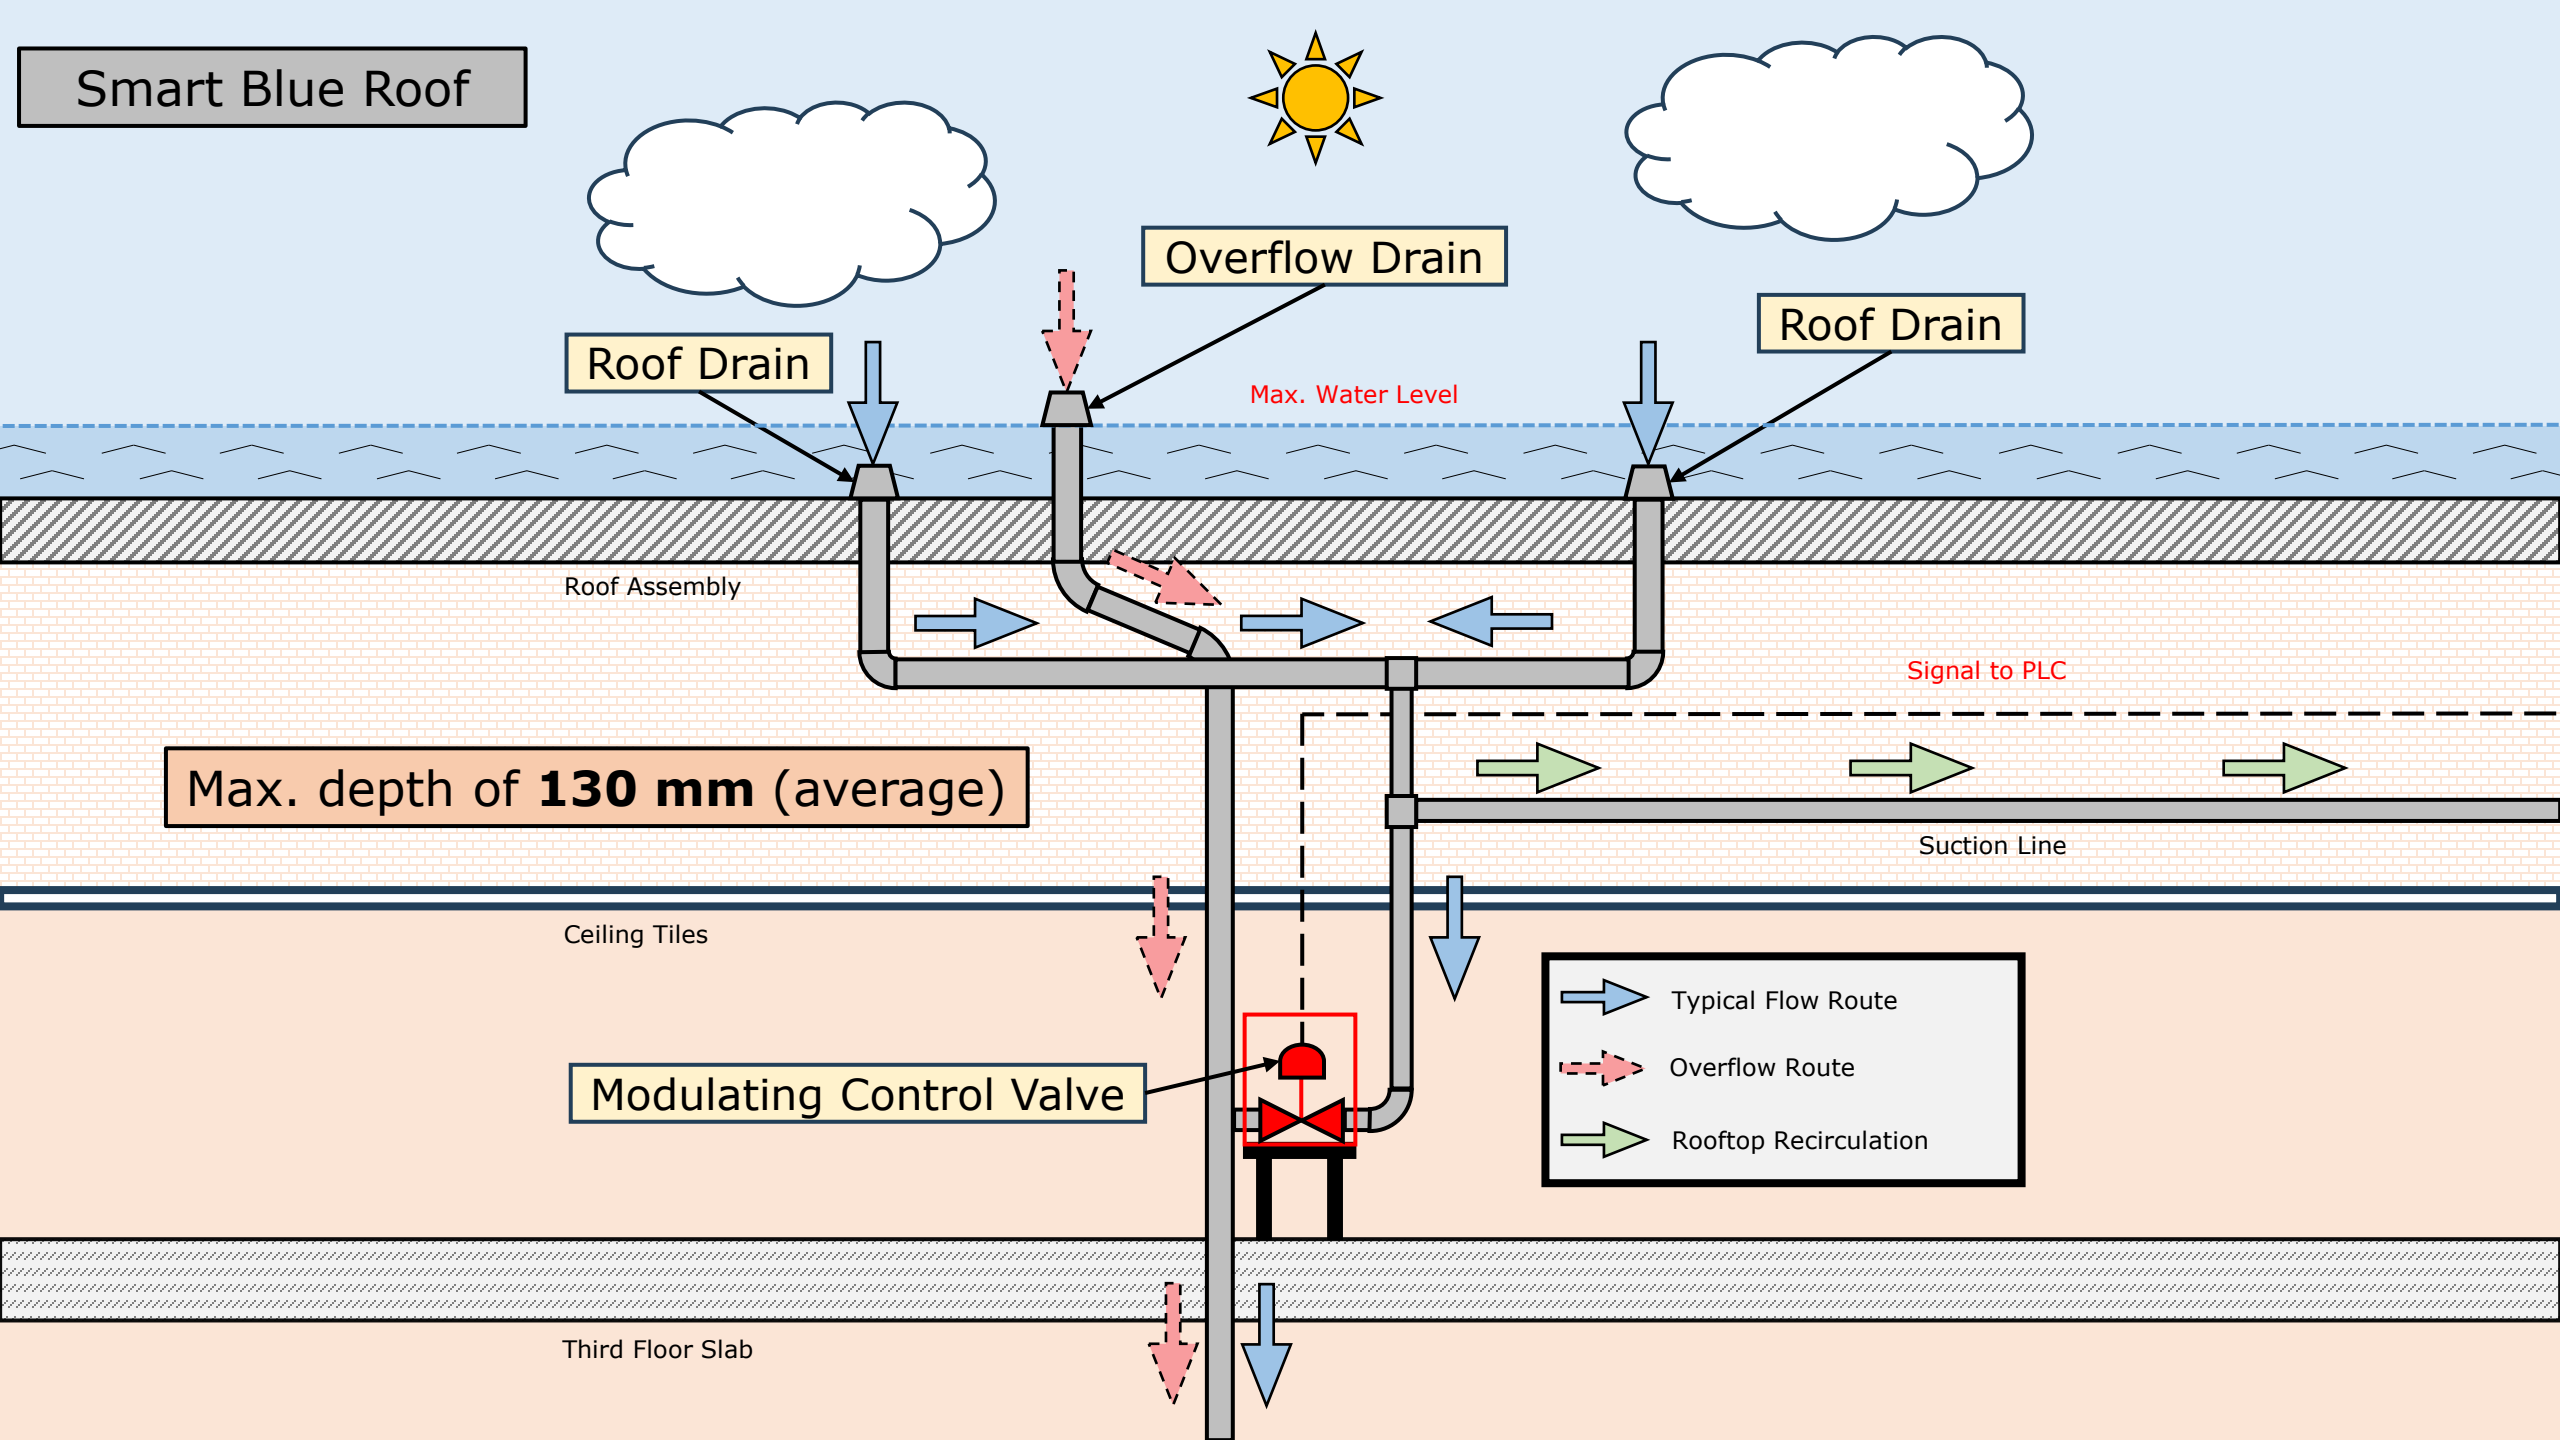 Smart Blue Roof
Overflow Drain
Roof Drain
Roof Drain
Max. Water Level
Roof Assembly
Signal to PLC
Max. depth of 130 mm (average)
Suction Line
Ceiling Tiles
Typical Flow Route
Overflow Route
Modulating Control Valve
Rooftop Recirculation
Third Floor Slab